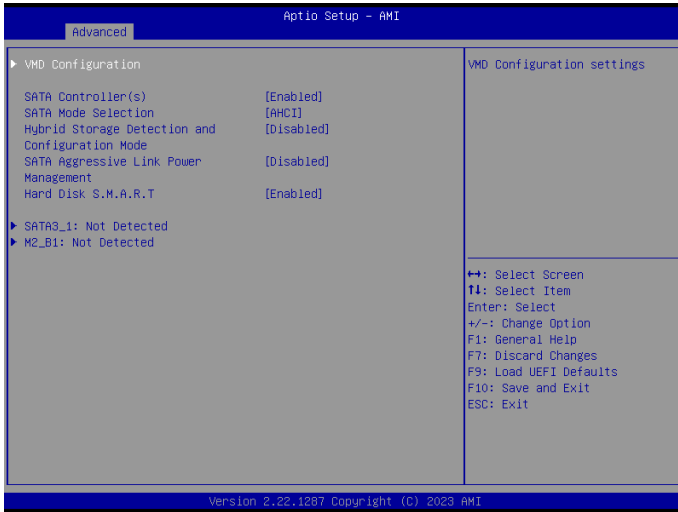 Aptio Setup – AMI
Advanced
▶ VMD Configuration
SATA Controller(s) [Enabled]
SATA Mode Selection [AHCI]
Hybrid Storage Detection and [Disabled]
Configuration Mode
SATA Aggressive Link Power [Disabled]
Management
Hard Disk S.M.A.R.T [Enabled]
▶ SATA3_1: Not Detected
▶ M2_B1: Not Detected
VMD Configuration settings
↔: Select Screen
↑↓: Select Item
Enter: Select
+/-: Change Option
F1: General Help
F7: Discard Changes
F9: Load UEFI Defaults
F10: Save and Exit
ESC: Exit
Version 2.22.1287 Copyright (C) 2023 AMI